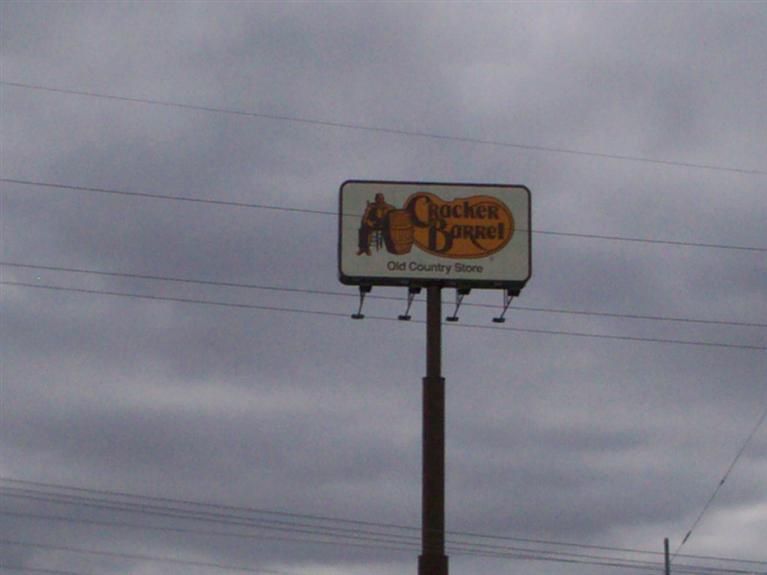 Cracker
Barrel
Old Country Store